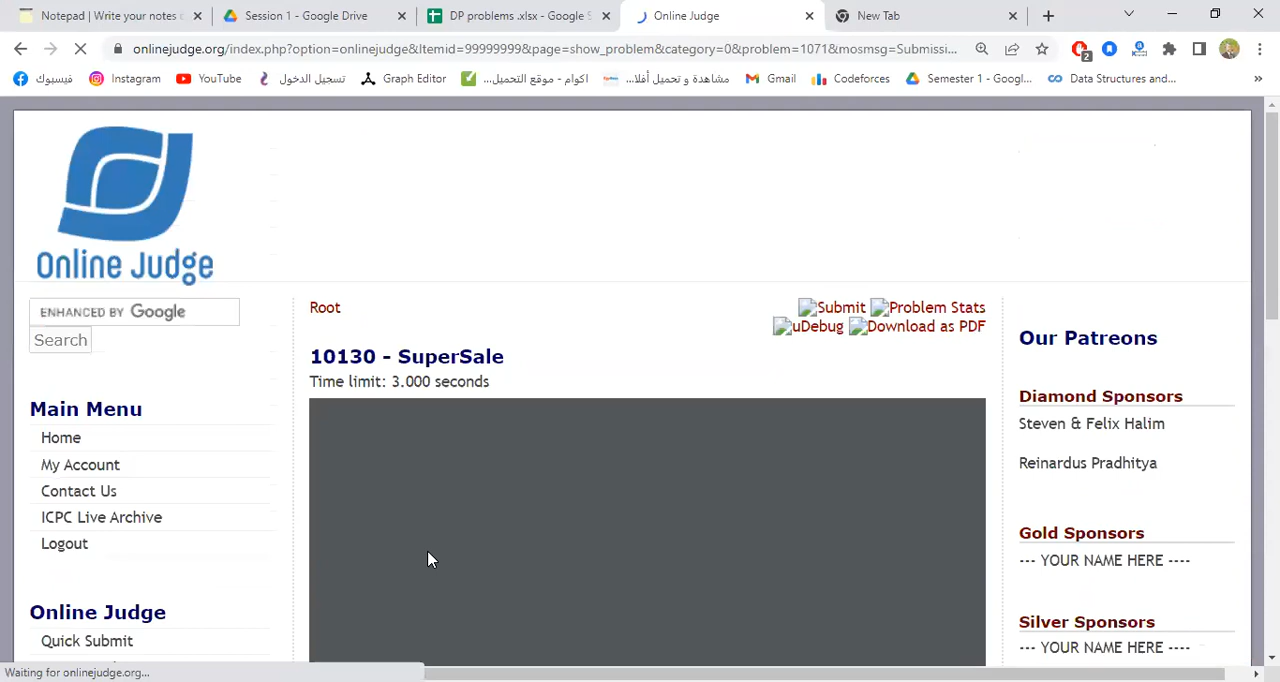 Notepad | Write your notes
Session 1 - Google Drive
DP problems .xlsx - Google S
Online Judge
New Tab
onlinejudge.org/index.php?option=onlinejudge&Itemid=99999999&page=show_problem&category=0&problem=1071&mosmsg=Submissi...
2
فيسبوك
Instagram
YouTube
تسجيل الدخول
Graph Editor
اكوام - موقع التحميل...
مشاهدة و تحميل أفلا...
Gmail
Codeforces
Semester 1 - Googl...
Data Structures and...
»
Online Judge
ENHANCED BY Google
Search
Main Menu
Home
My Account
Contact Us
ICPC Live Archive
Logout
Online Judge
Quick Submit
Root
Submit Problem Stats
uDebug Download as PDF
10130 - SuperSale
Time limit: 3.000 seconds
Our Patreons
Diamond Sponsors
Steven & Felix Halim
Reinardus Pradhitya
Gold Sponsors
--- YOUR NAME HERE ----
Silver Sponsors
--- YOUR NAME HERE ----
Waiting for onlinejudge.org...